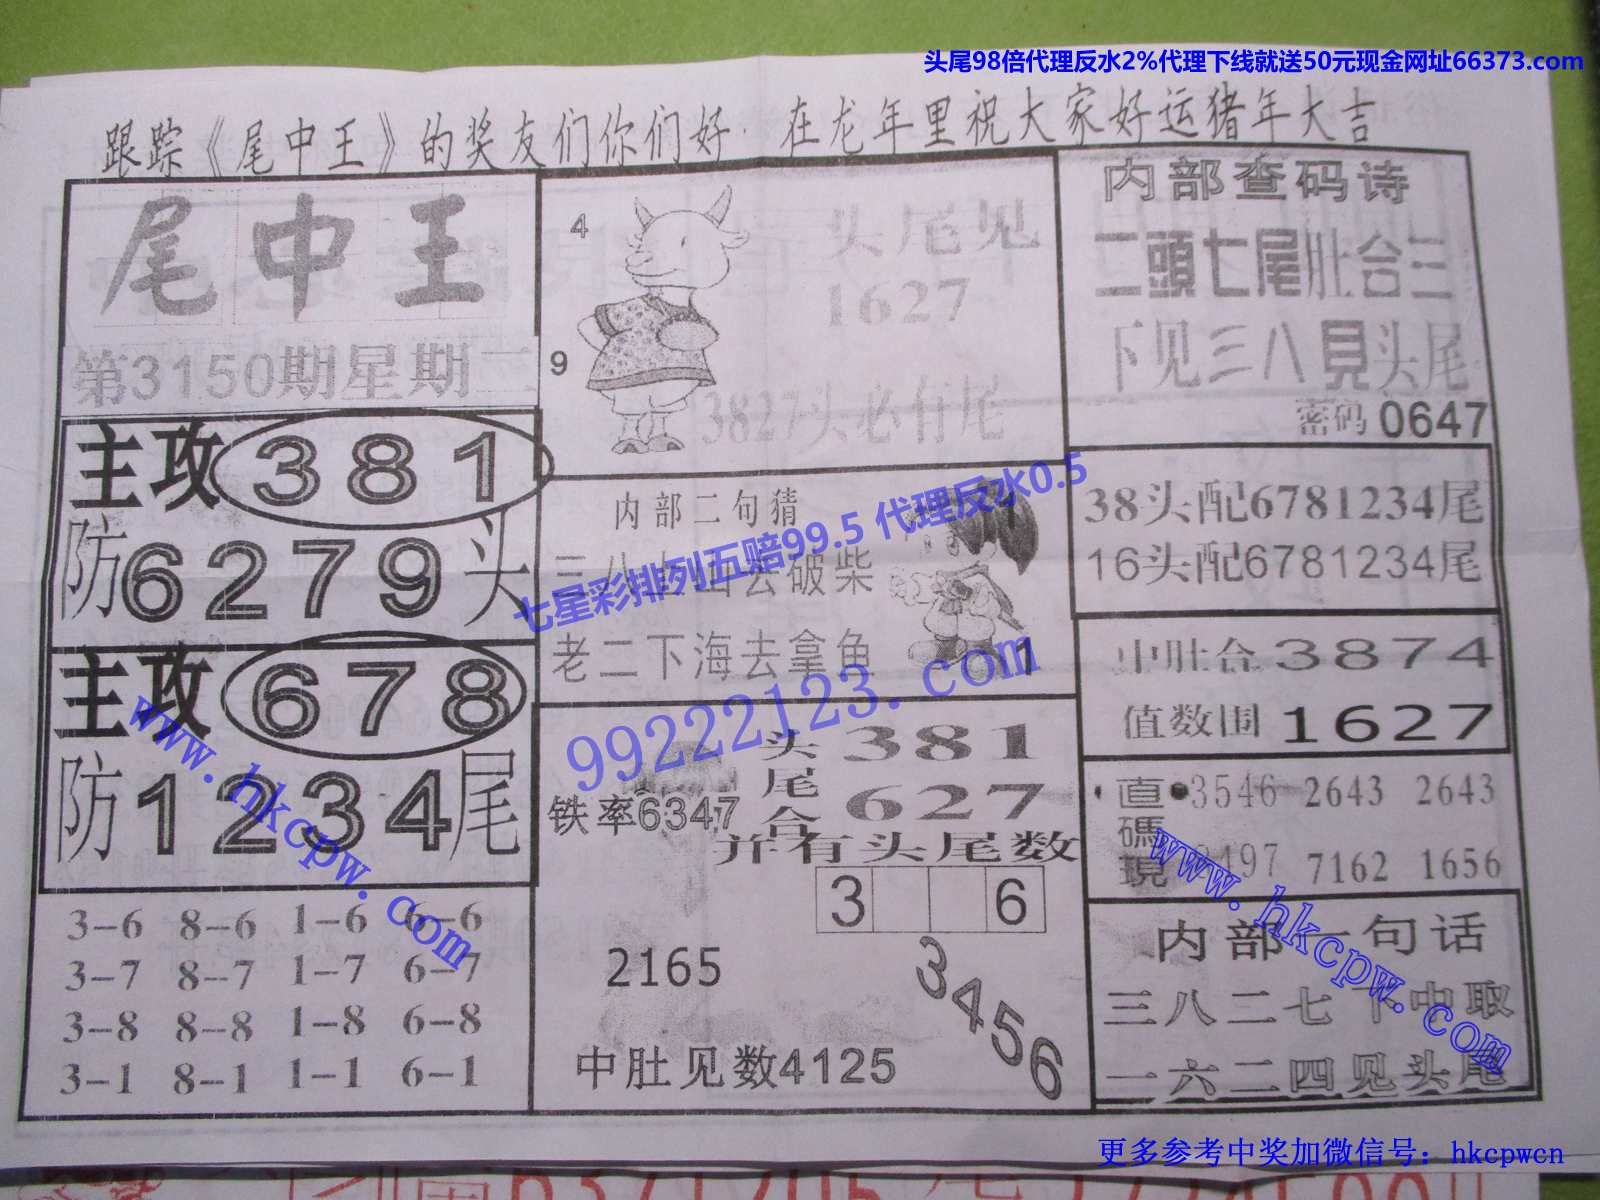 头尾98倍代理反水2%代理下线就送50元现金网址66373.com
跟踪《尾中王》的奖友们你们好·在龙年里祝大家好运猪年大吉
尾中王
第3150期星期二
主攻381
防6279头
主攻678
防1234尾
3-6 8-6 1-6 6-6
3-7 8-7 1-7 6-7
3-8 8-8 1-8 6-8
3-1 8-1 1-1 6-1
4
9
头尾见
1627
3827头必有尾
内部二句猜
三八上山去破柴
老二下海去拿鱼
1
头尾合
381
627
铁率6347
并有头尾数
3 6
2165
3456
中肚见数4125
内部查码诗
二頭七尾肚合三
下见三八見头尾
密码0647
38头配6781234尾
16头配6781234尾
中肚合3874
值数围1627
直碼現
3546 2643 2643
497 7162 1656
内部一句话
三八二七下中取
一六二四见头尾
七星彩排列五赔99.5 代理反水0.5
99222123.com
www.hkcpw.com
www.hkcpw.com
更多参考中奖加微信号：hkcpwcn